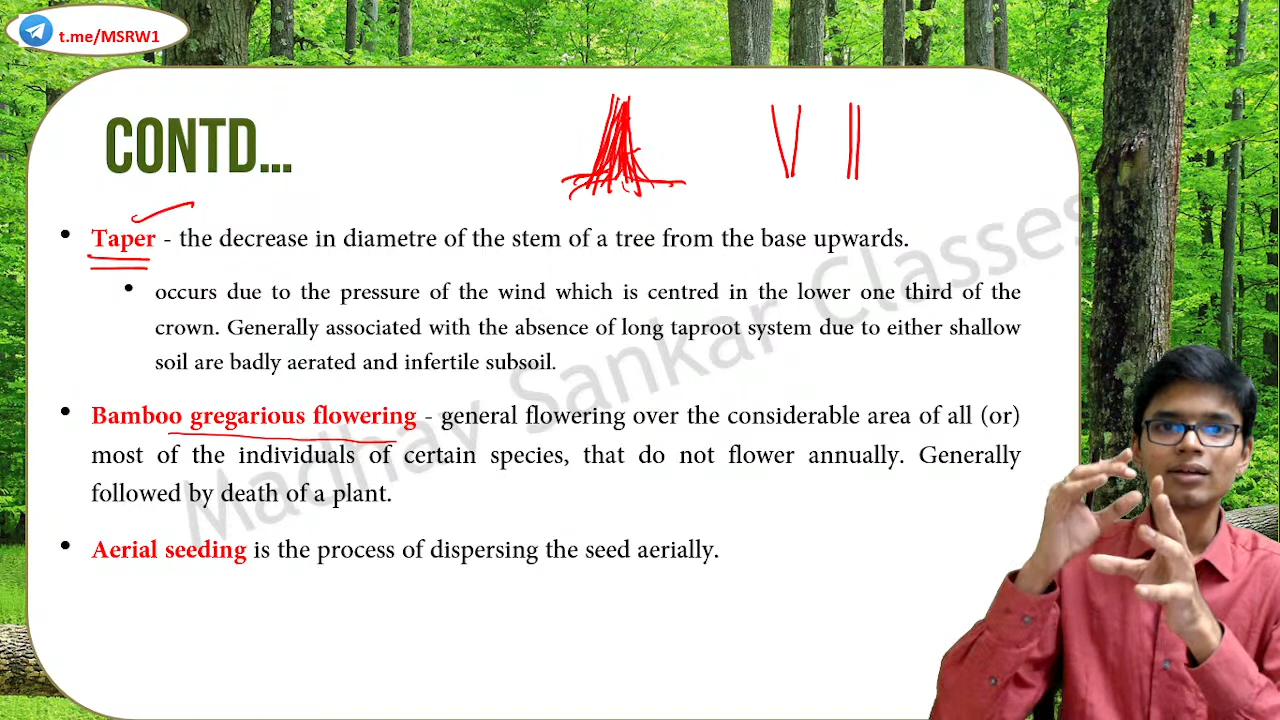 t.me/MSRW1
CONTD...
• Taper - the decrease in diametre of the stem of a tree from the base upwards.
• occurs due to the pressure of the wind which is centred in the lower one third of the
crown. Generally associated with the absence of long taproot system due to either shallow
soil are badly aerated and infertile subsoil.
• Bamboo gregarious flowering - general flowering over the considerable area of all (or)
most of the individuals of certain species, that do not flower annually. Generally
followed by death of a plant.
• Aerial seeding is the process of dispersing the seed aerially.
Madhav Sankar Classes